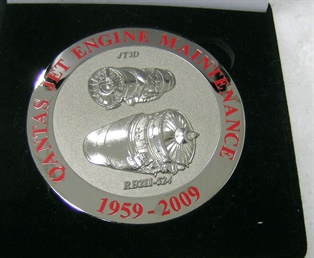 QANTAS JET ENGINE MAINTENANCE
JT3D
RB211-524
1959 - 2009